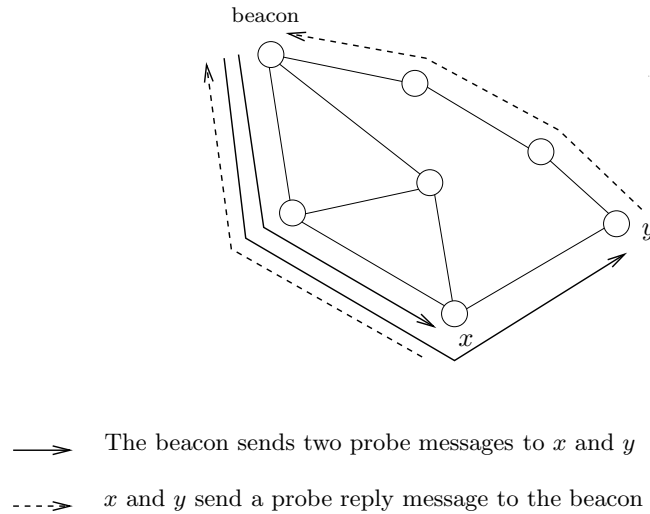 beacon
y
x
The beacon sends two probe messages to x and y
x and y send a probe reply message to the beacon